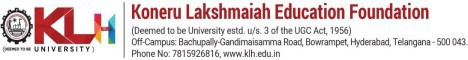 KLH
(DEEMED TO BE UNIVERSITY)
Koneru Lakshmaiah Education Foundation
(Deemed to be University estd. u/s. 3 of the UGC Act, 1956)
Off-Campus: Bachupally-Gandimaisamma Road, Bowrampet, Hyderabad, Telangana - 500 043.
Phone No: 7815926816, www.klh.edu.in